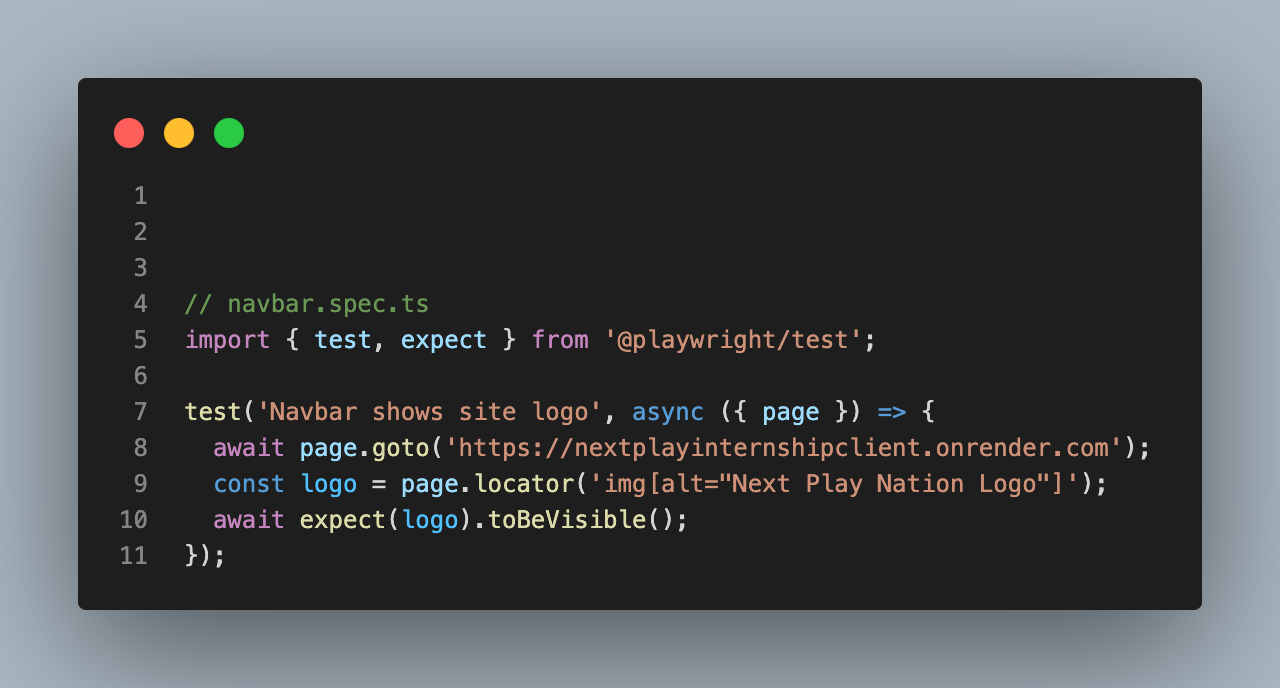 1
2
3
4 // navbar.spec.ts
5 import { test, expect } from '@playwright/test';
6
7 test('Navbar shows site logo', async ({ page }) => {
8   await page.goto('https://nextplayinternshipclient.onrender.com');
9   const logo = page.locator('img[alt="Next Play Nation Logo"]');
10   await expect(logo).toBeVisible();
11 });